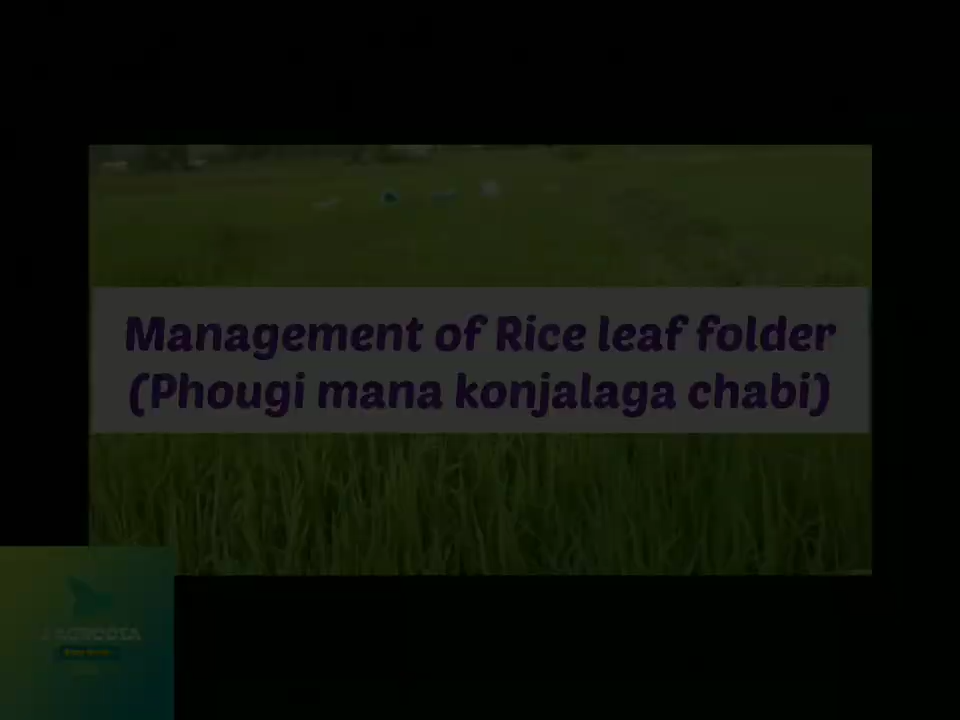 Management of Rice leaf folder
(Phougi mana konjalaga chabi)